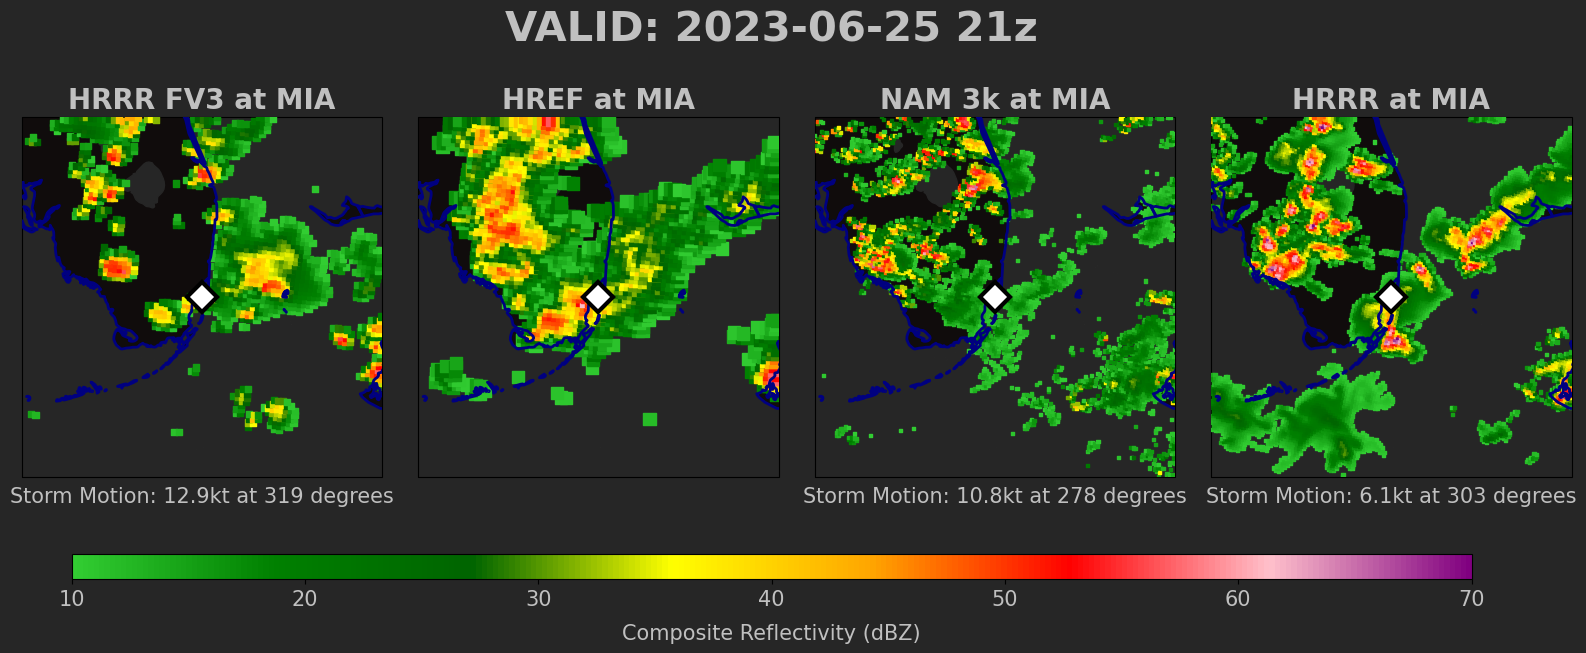 VALID: 2023-06-25 21z
HRRR FV3 at MIA
HREF at MIA
NAM 3k at MIA
HRRR at MIA
Storm Motion: 12.9kt at 319 degrees
Storm Motion: 10.8kt at 278 degrees
Storm Motion: 6.1kt at 303 degrees
10 20 30 40 50 60 70
Composite Reflectivity (dBZ)